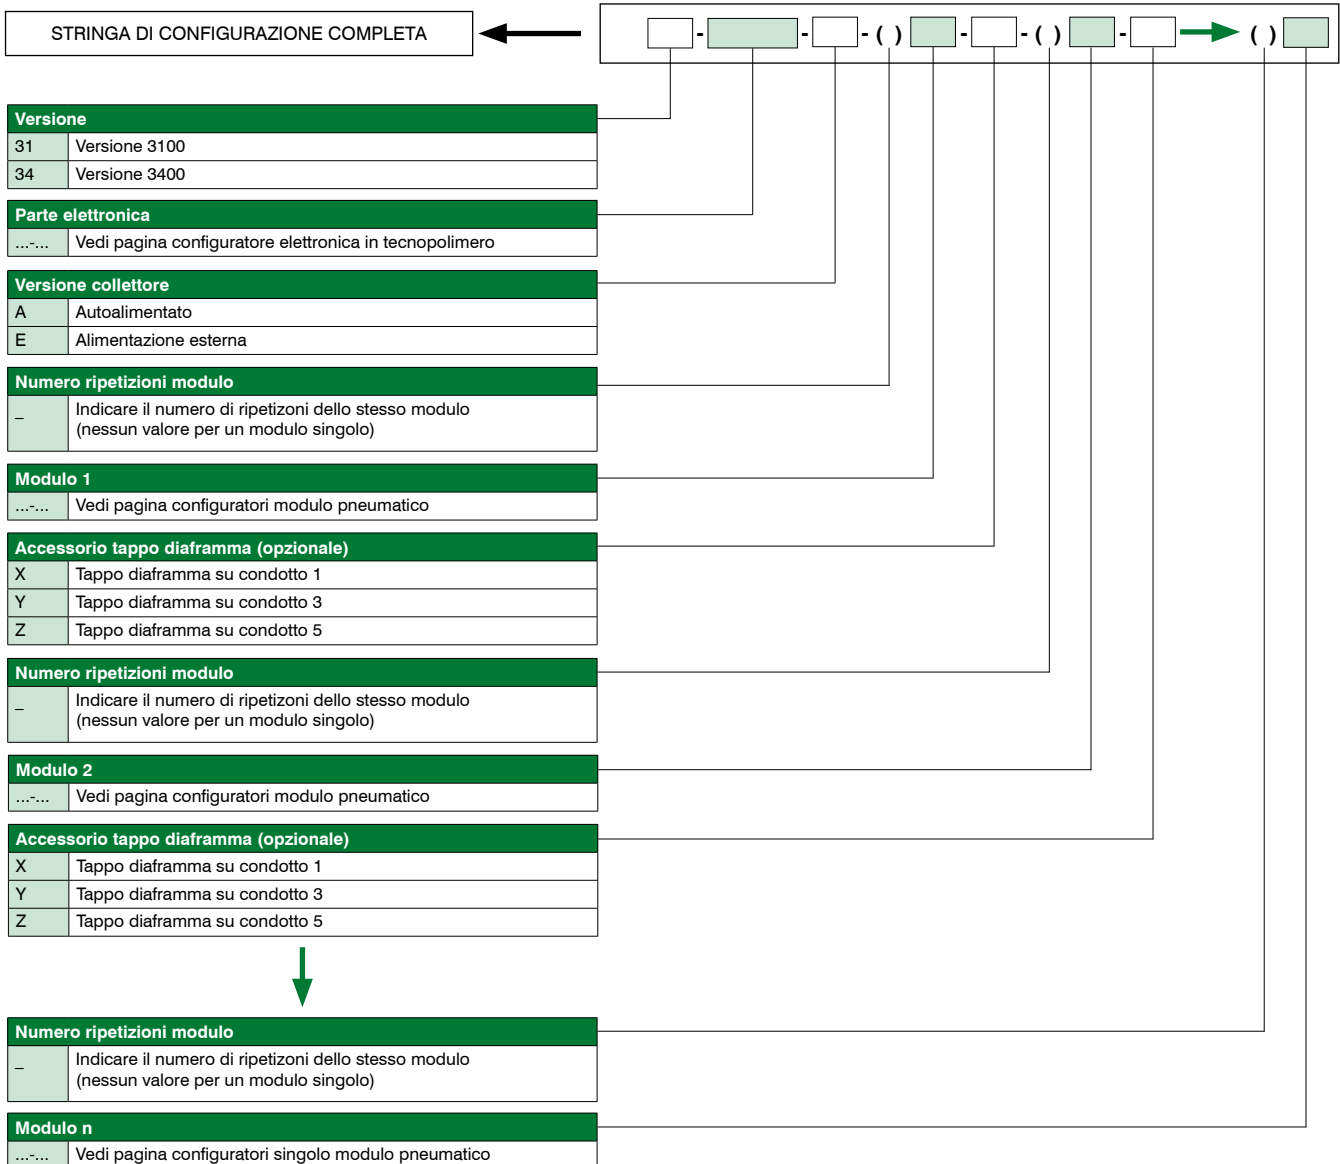 STRINGA DI CONFIGURAZIONE COMPLETA
- - - ( ) - - ( ) - ( )
Versione
31 Versione 3100
34 Versione 3400
Parte elettronica
...-... Vedi pagina configuratore elettronica in tecnopolimero
Versione collettore
A Autoalimentato
E Alimentazione esterna
Numero ripetizioni modulo
_ Indicare il numero di ripetizoni dello stesso modulo
(nessun valore per un modulo singolo)
Modulo 1
...-... Vedi pagina configuratori modulo pneumatico
Accessorio tappo diaframma (opzionale)
X Tappo diaframma su condotto 1
Y Tappo diaframma su condotto 3
Z Tappo diaframma su condotto 5
Numero ripetizioni modulo
_ Indicare il numero di ripetizoni dello stesso modulo
(nessun valore per un modulo singolo)
Modulo 2
...-... Vedi pagina configuratori modulo pneumatico
Accessorio tappo diaframma (opzionale)
X Tappo diaframma su condotto 1
Y Tappo diaframma su condotto 3
Z Tappo diaframma su condotto 5
Numero ripetizioni modulo
_ Indicare il numero di ripetizoni dello stesso modulo
(nessun valore per un modulo singolo)
Modulo n
...-... Vedi pagina configuratori singolo modulo pneumatico